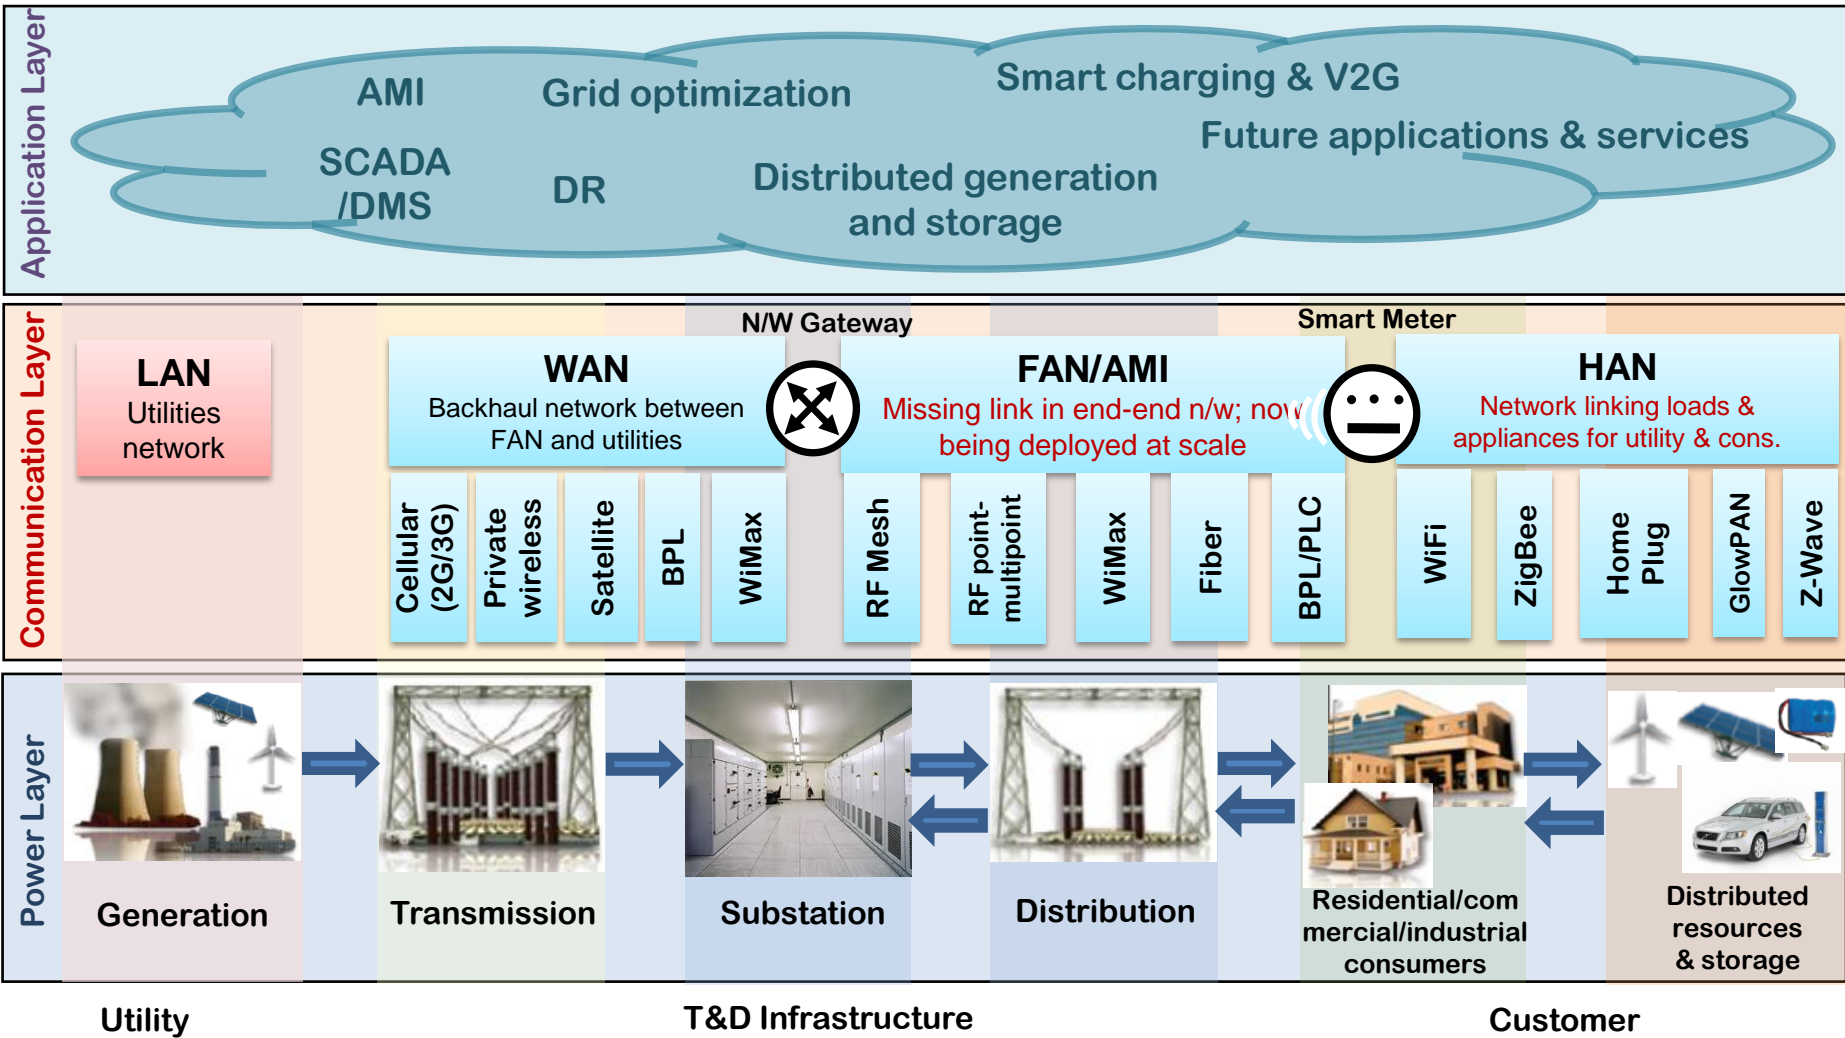 Application Layer
AMI
Grid optimization
Smart charging & V2G
Future applications & services
SCADA
/DMS
DR
Distributed generation
and storage
Communication Layer
N/W Gateway
Smart Meter
LAN
Utilities
network
WAN
Backhaul network between
FAN and utilities
FAN/AMI
Missing link in end-end n/w; now
being deployed at scale
HAN
Network linking loads &
appliances for utility & cons.
Cellular
(2G/3G)
Private
wireless
Satellite
BPL
WiMax
RF Mesh
RF point-
multipoint
WiMax
Fiber
BPL/PLC
WiFi
ZigBee
Home
Plug
GlowPAN
Z-Wave
Power Layer
Generation
Transmission
Substation
Distribution
Residential/com
mercial/industrial
consumers
Distributed
resources
& storage
Utility
T&D Infrastructure
Customer